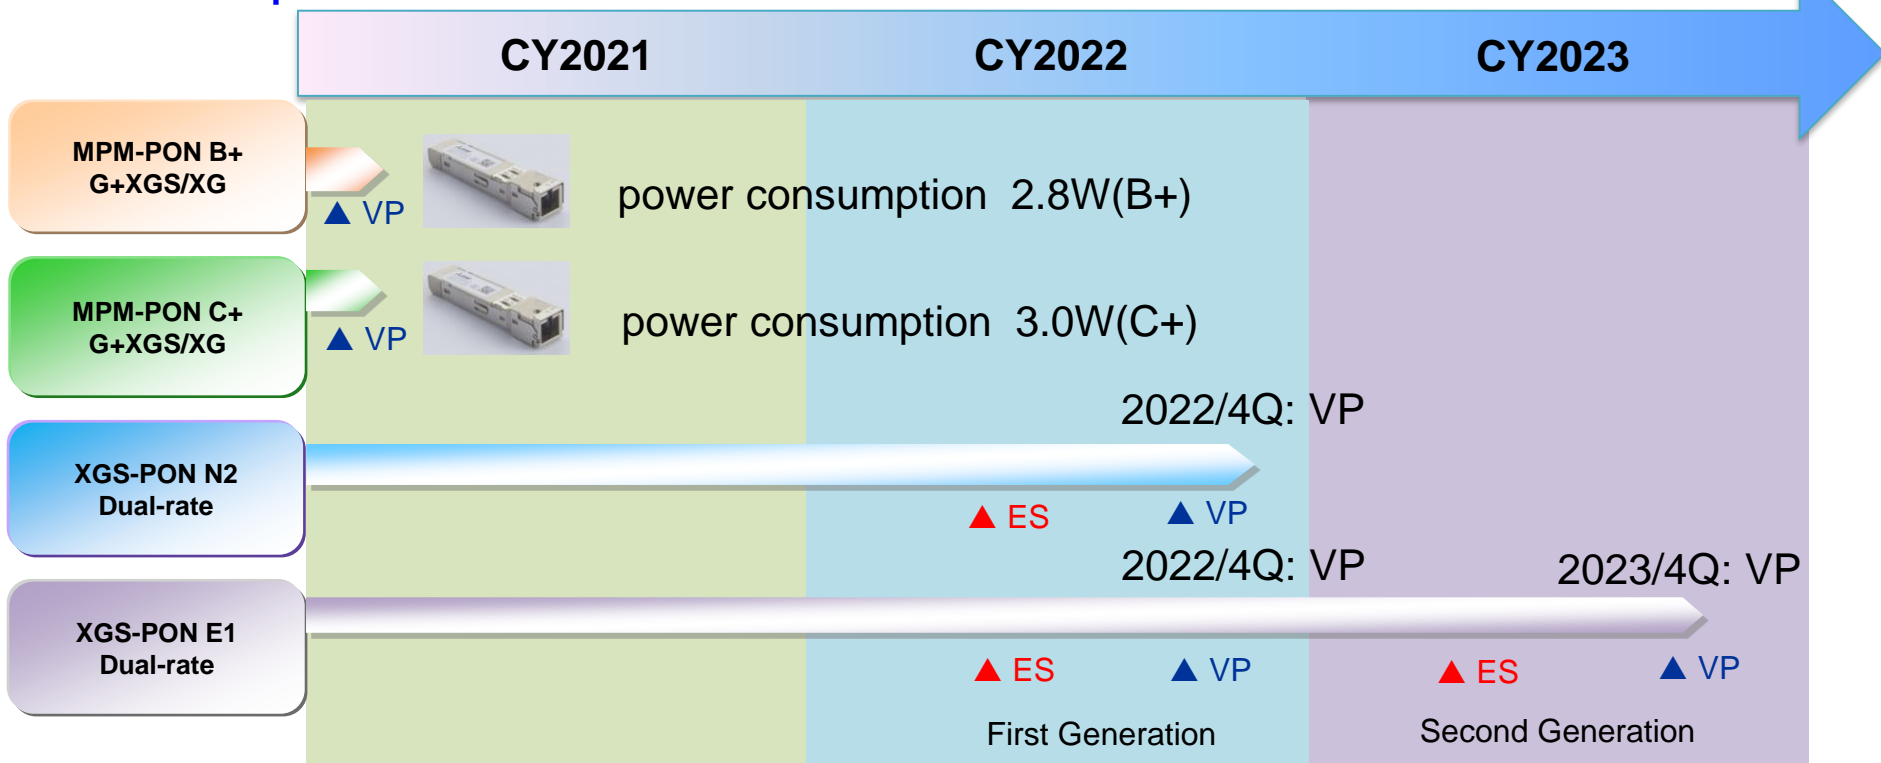 CY2021 CY2022 CY2023
MPM-PON B+
G+XGS/XG
▲ VP
power consumption 2.8W(B+)
MPM-PON C+
G+XGS/XG
▲ VP
power consumption 3.0W(C+)
2022/4Q: VP
XGS-PON N2
Dual-rate
▲ ES ▲ VP
2022/4Q: VP 2023/4Q: VP
XGS-PON E1
Dual-rate
▲ ES ▲ VP ▲ ES ▲ VP
First Generation Second Generation